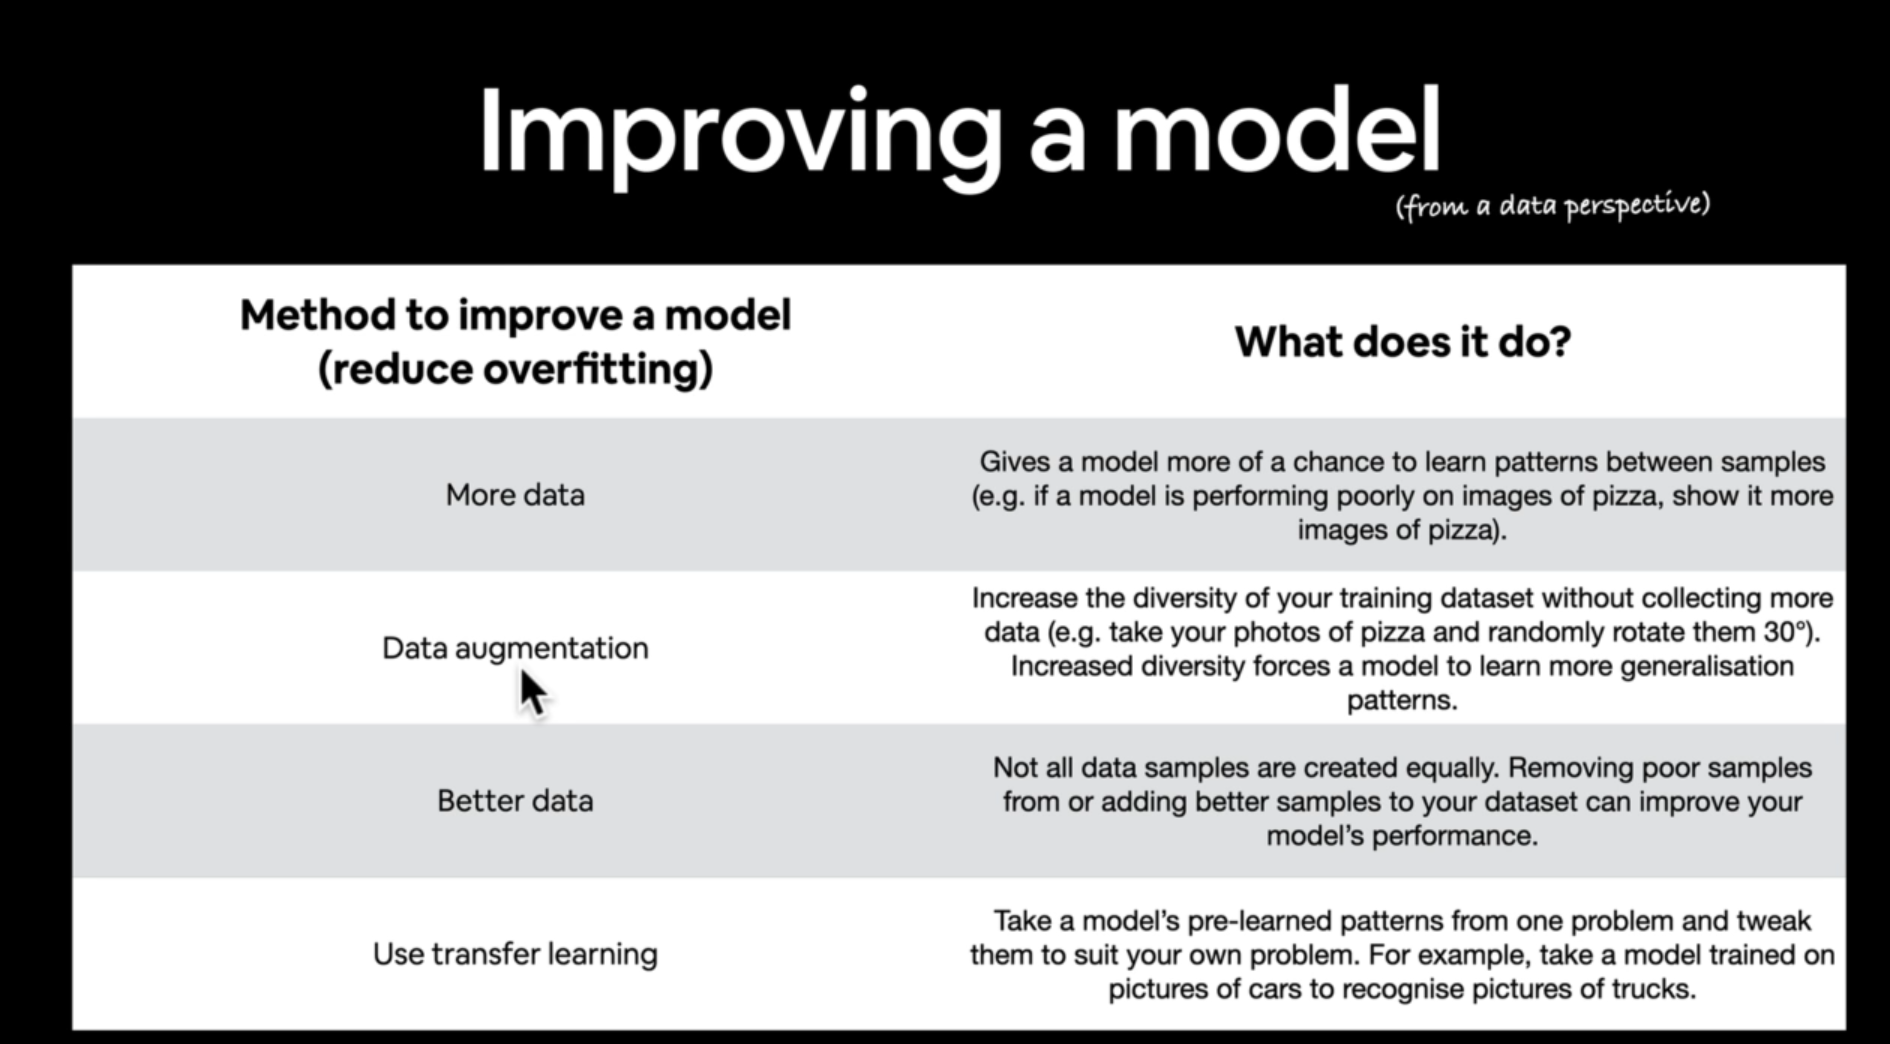 Improving a model
(from a data perspective)
Method to improve a model
(reduce overfitting)
What does it do?
More data
Gives a model more of a chance to learn patterns between samples
(e.g. if a model is performing poorly on images of pizza, show it more
images of pizza).
Data augmentation
Increase the diversity of your training dataset without collecting more
data (e.g. take your photos of pizza and randomly rotate them 30°).
Increased diversity forces a model to learn more generalisation
patterns.
Better data
Not all data samples are created equally. Removing poor samples
from or adding better samples to your dataset can improve your
model’s performance.
Use transfer learning
Take a model’s pre-learned patterns from one problem and tweak
them to suit your own problem. For example, take a model trained on
pictures of cars to recognise pictures of trucks.